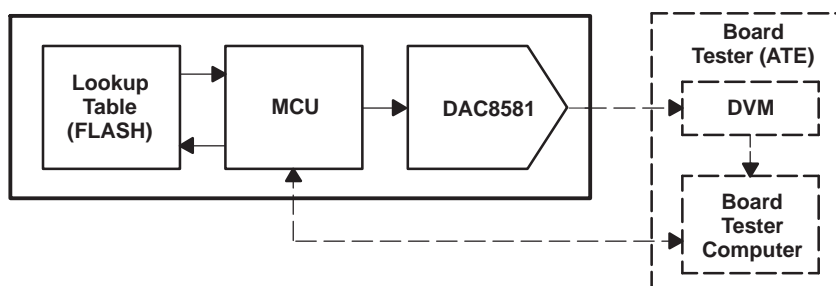 Lookup
Table
(FLASH)
MCU
DAC8581
Board
Tester (ATE)
DVM
Board
Tester
Computer